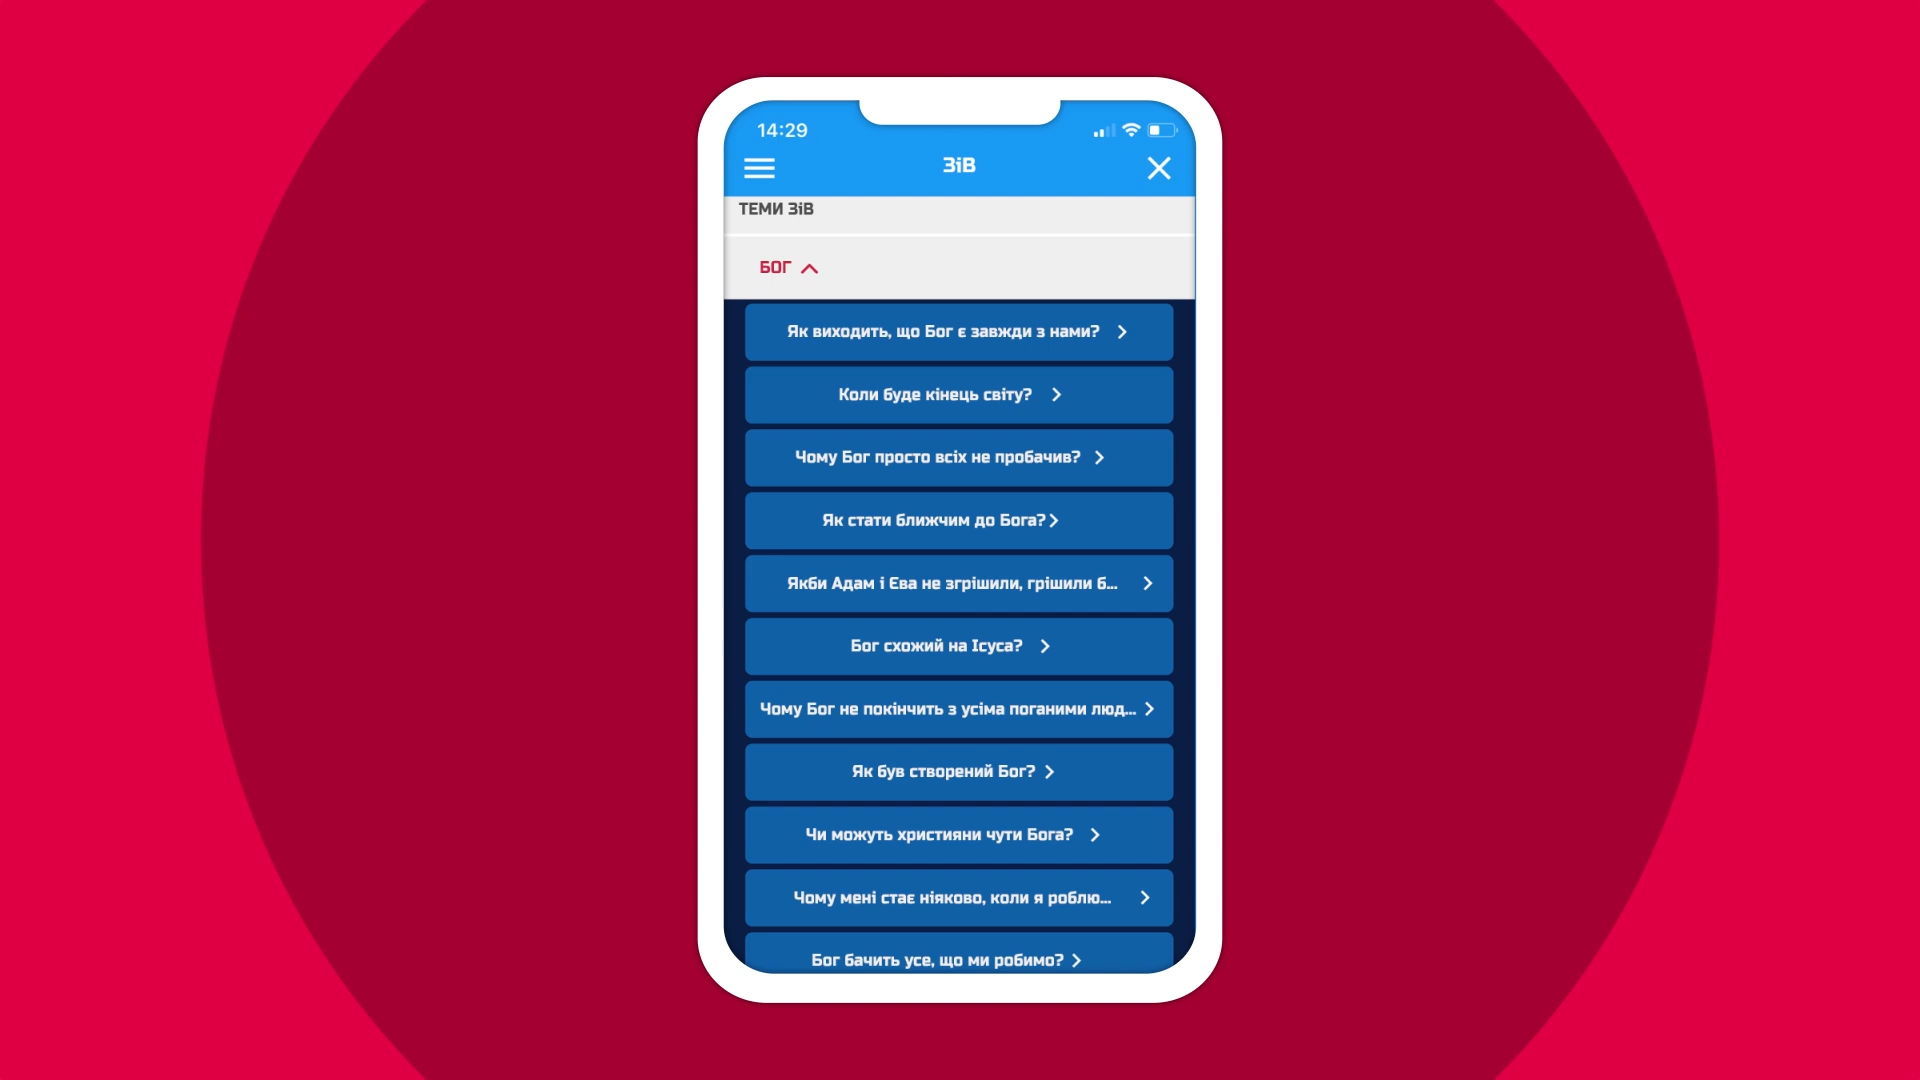 14:29
ЗіВ
ТЕМИ ЗіВ
БОГ
Як виходить, що Бог є завжди з нами?
Коли буде кінець світу?
Чому Бог просто всіх не пробачив?
Як стати ближчим до Бога?
Якби Адам і Ева не згрішили, грішили б...
Бог схожий на Ісуса?
Чому Бог не покінчить з усіма поганими люд...
Як був створений Бог?
Чи можуть християни чути Бога?
Чому мені стає ніяково, коли я роблю...
Бог бачить усе, що ми робимо?